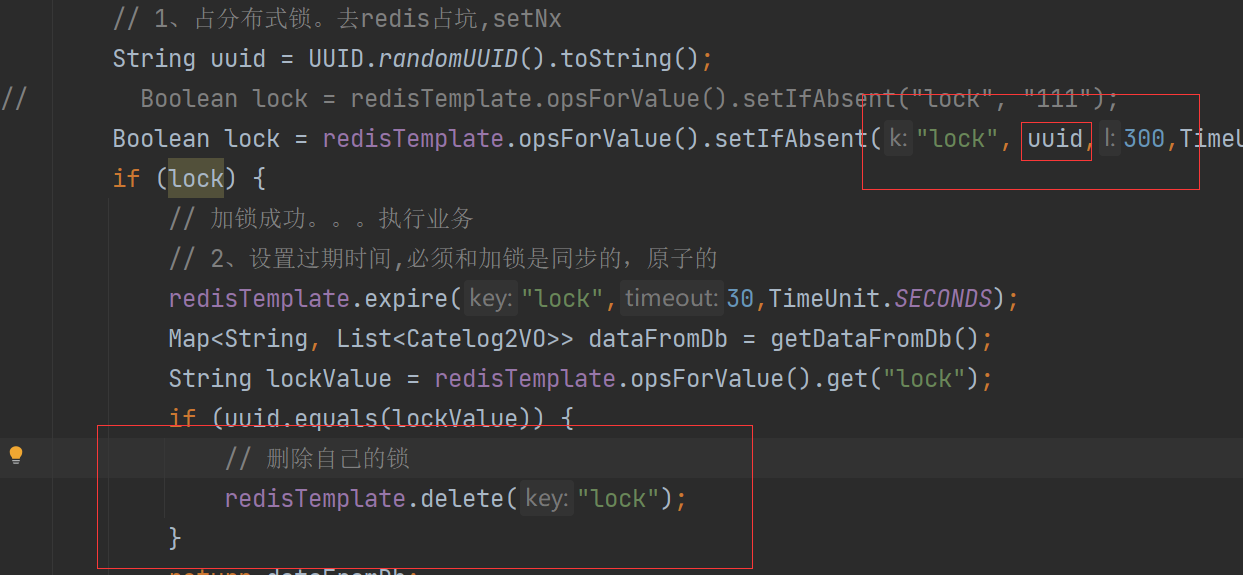 // 1、占分布式锁。去redis占坑,setNx
String uuid = UUID.randomUUID().toString();
// Boolean lock = redisTemplate.opsForValue().setIfAbsent("lock", "111");
Boolean lock = redisTemplate.opsForValue().setIfAbsent( k: "lock", uuid, l: 300,TimeU
if (lock) {
// 加锁成功。。。执行业务
// 2、设置过期时间,必须和加锁是同步的，原子的
redisTemplate.expire( key: "lock", timeout: 30,TimeUnit.SECONDS);
Map<String, List<Catelog2VO>> dataFromDb = getDataFromDb();
String lockValue = redisTemplate.opsForValue().get("lock");
if (uuid.equals(lockValue)) {
// 删除自己的锁
redisTemplate.delete( key: "lock");
}
return dataFromDb;